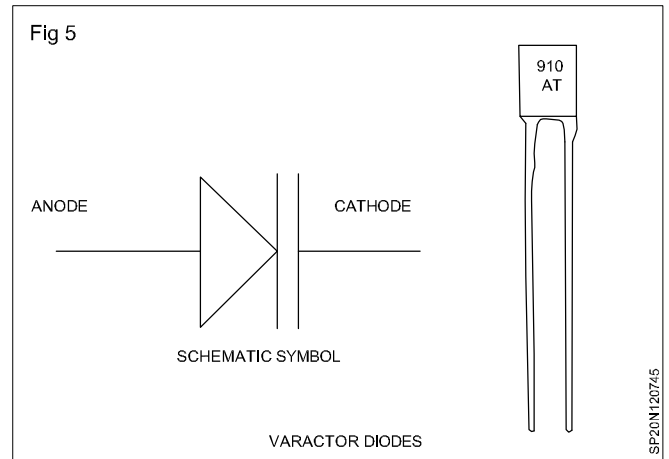 Fig 5
910
AT
ANODE
CATHODE
SCHEMATIC SYMBOL
VARACTOR DIODES
SP20N120745